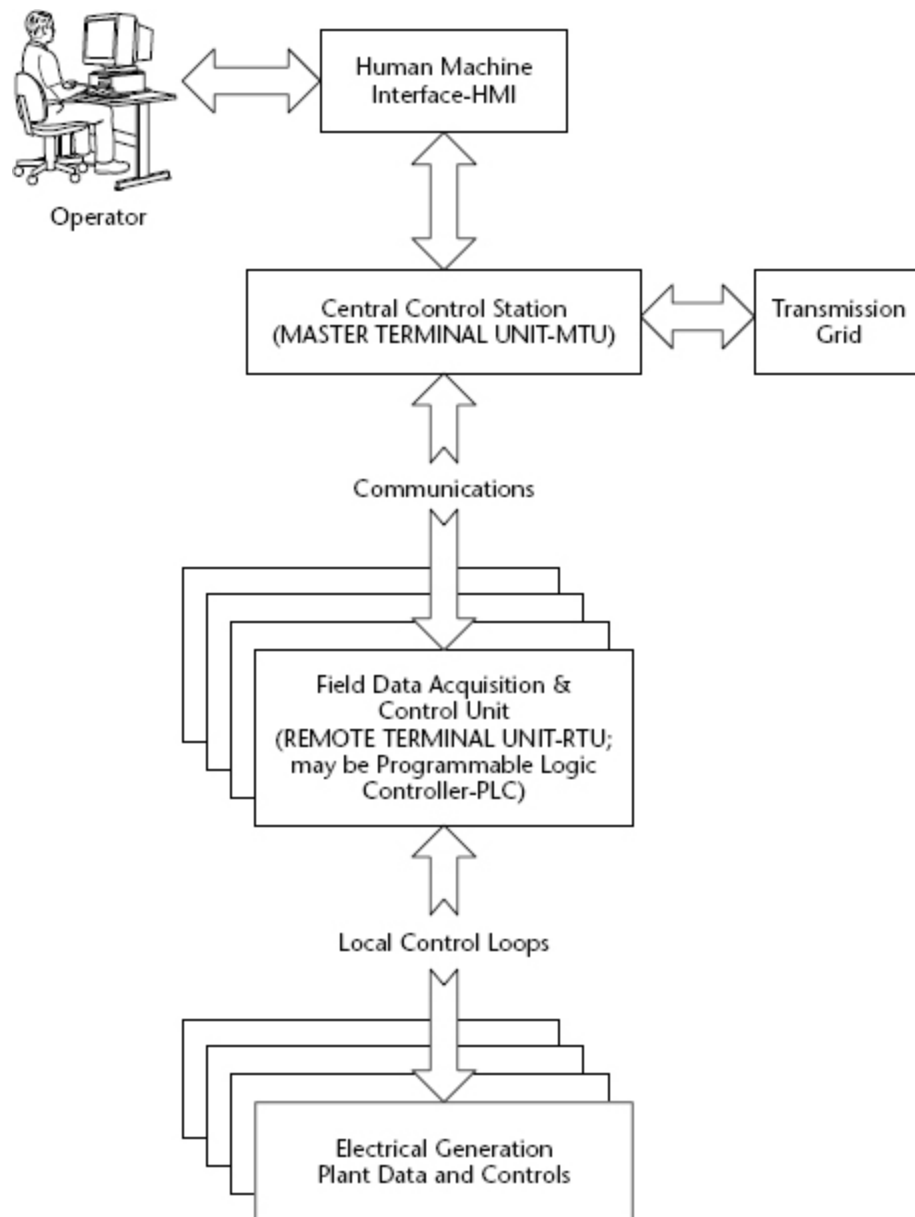 Human Machine
Interface-HMI
Operator
Central Control Station
(MASTER TERMINAL UNIT-MTU)
Transmission
Grid
Communications
Field Data Acquisition &
Control Unit
(REMOTE TERMINAL UNIT-RTU;
may be Programmable Logic
Controller-PLC)
Local Control Loops
Electrical Generation
Plant Data and Controls